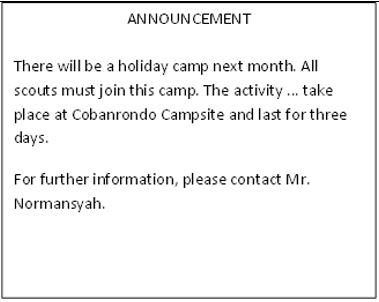 ANNOUNCEMENT
There will be a holiday camp next month. All
scouts must join this camp. The activity ... take
place at Cobanrondo Campsite and last for three
days.
For further information, please contact Mr.
Normansyah.